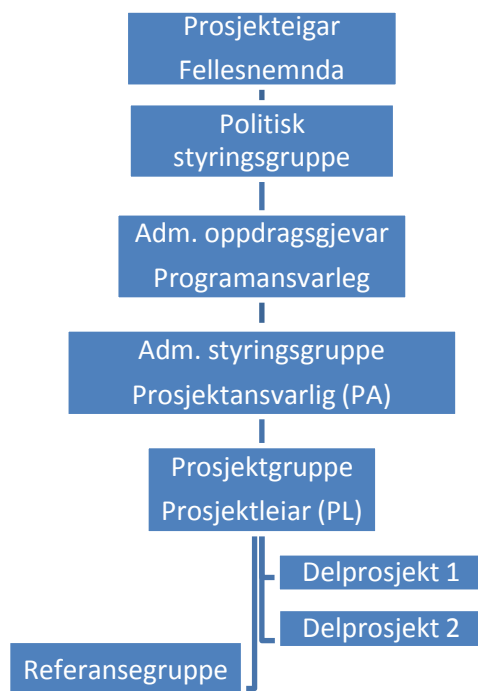 Prosjekteigar
Fellesnemnda
Politisk
styringsgruppe
Adm. oppdragsgjevar
Programansvarleg
Adm. styringsgruppe
Prosjektansvarlig (PA)
Prosjektgruppe
Prosjektleiar (PL)
Delprosjekt 1
Delprosjekt 2
Referansegruppe